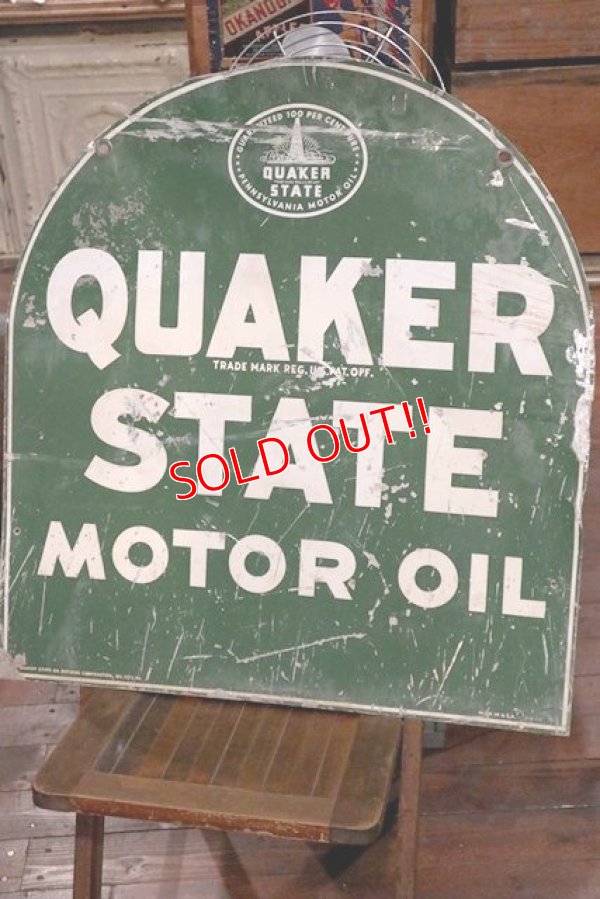 OKANOG
GUARANTEED 100 PER CENT PURE
QUAKER
STATE
PENNSYLVANIA MOTOR OIL
QUAKER
TRADE MARK REG. U.S. PAT. OFF.
STATE
SOLD OUT!!
MOTOR OIL